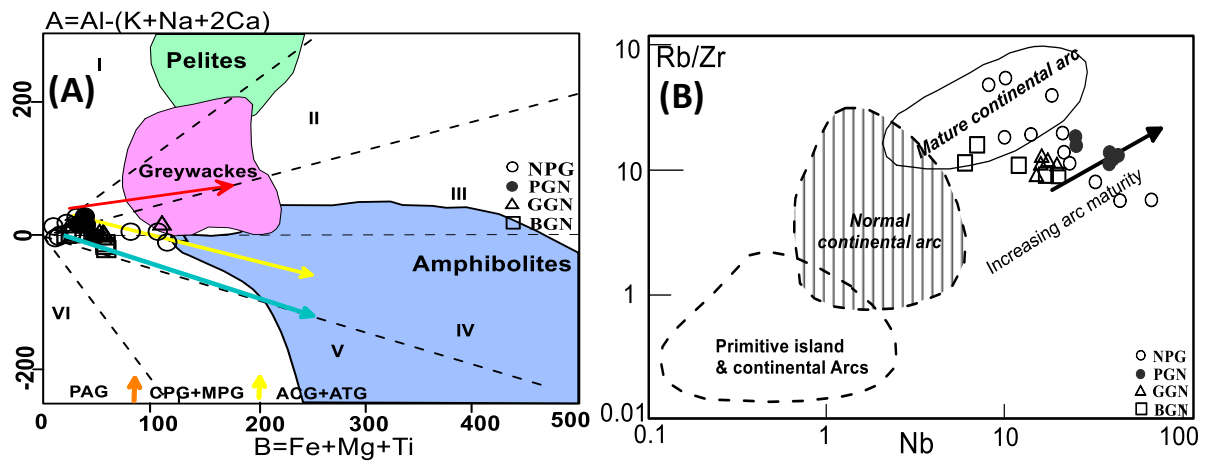 A=Al-(K+Na+2Ca)
I
Pelites
(A)
200
II
Greywackes
NPG
PGN
III
GGN
BGN
0
Amphibolites
VI
IV
V
-200
PAG
CPG+MPG
ACG+ATG
0
100
200
300
400
500
B=Fe+Mg+Ti
10
Rb/Zr
(B)
Mature continental arc
10
Normal
continental arc
Increasing arc maturity
1
Primitive island
& continental Arcs
NPG
PGN
GGN
BGN
0.01
0.1
1
10
100
Nb